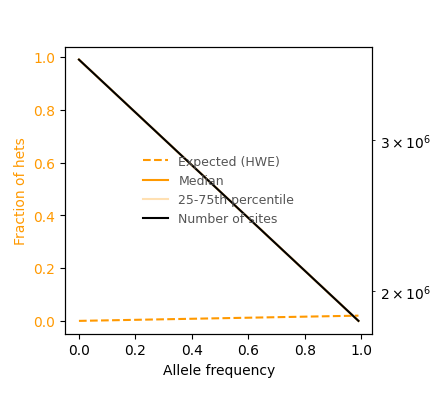 1.0
0.8
0.6
0.4
0.2
0.0
Fraction of hets
Expected (HWE)
Median
25-75th percentile
Number of sites
3 × 10⁶
2 × 10⁶
0.0 0.2 0.4 0.6 0.8 1.0
Allele frequency